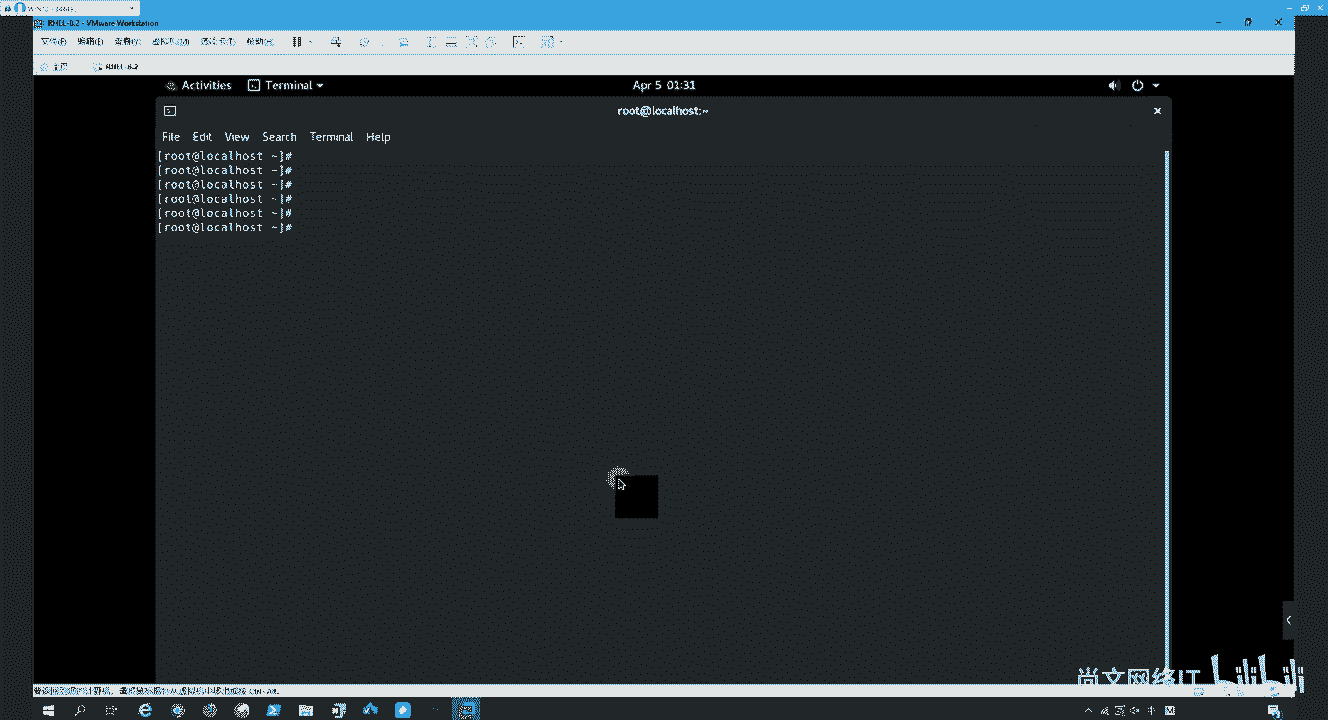 RHEL-8.2 - VMware Workstation
文件(F) 编辑(E) 查看(V) 虚拟机(M) 选项卡(T) 帮助(H)
主页 RHEL-8.2
Activities Terminal Apr 5 01:31
root@localhost:~
File Edit View Search Terminal Help
[root@localhost ~]#
[root@localhost ~]#
[root@localhost ~]#
[root@localhost ~]#
[root@localhost ~]#
[root@localhost ~]#
尚文网络IT bilibili
中